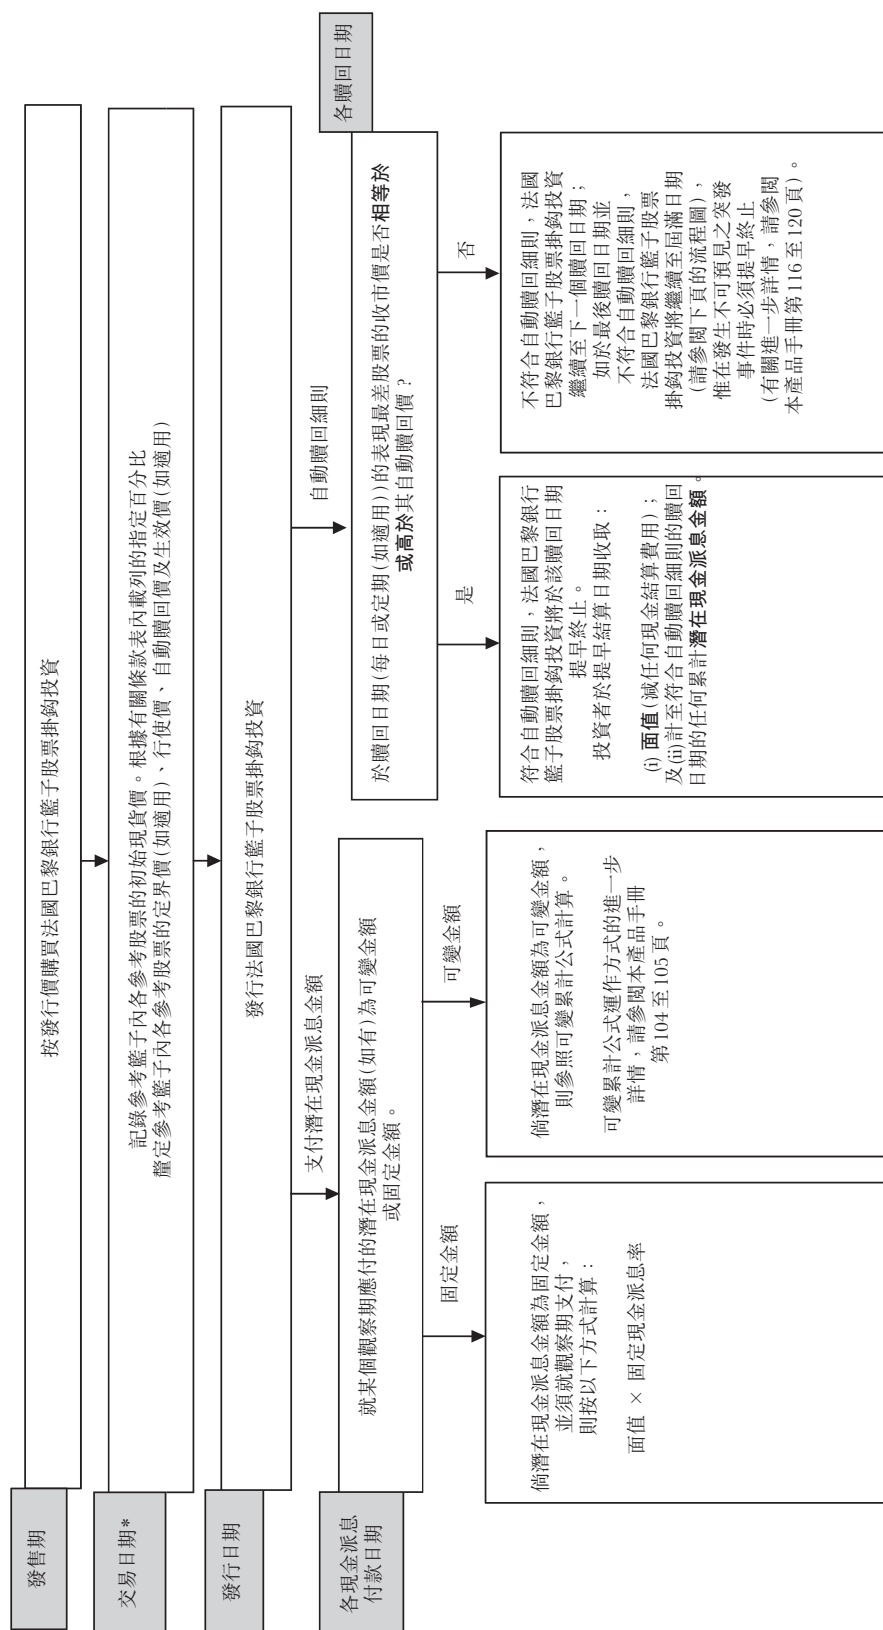 發售期
按發行價購買法國巴黎銀行籃子股票掛鈎投資
交易日期*
記錄參考籃子內各參考股票的初始現貨價。根據有關條款表內載列的指定百分比
釐定參考籃子內各參考股票的定界價(如適用)、行使價、自動贖回價及生效價(如適用)
發行日期
發行法國巴黎銀行籃子股票掛鈎投資
支付潛在現金派息金額
自動贖回細則
各現金派息
付款日期
就某個觀察期應付的潛在現金派息金額(如有)為可變金額
或固定金額。
固定金額
可變金額
倘潛在現金派息金額為固定金額，
並須就觀察期支付，
則按以下方式計算：
面值 × 固定現金派息率
倘潛在現金派息金額為可變金額，
則參照可變累計公式計算。
可變累計公式運作方式的進一步
詳情，請參閱本產品手冊
第104至105頁。
各贖回日期
於贖回日期(每日或定期(如適用))的表現最差股票的收市價是否相等於
或高於其自動贖回價？
是
否
符合自動贖回細則，法國巴黎銀行
籃子股票掛鈎投資將於該贖回日期
提早終止。
投資者於提早結算日期收取：
(i) 面值(減任何現金結算費用)；
及(ii)計至符合自動贖回細則的贖回
日期的任何累計潛在現金派息金額。
不符合自動贖回細則，法國
巴黎銀行籃子股票掛鈎投資
繼續至下一個贖回日期；
如於最後贖回日期並
不符合自動贖回細則，
法國巴黎銀行籃子股票
掛鈎投資將繼續至屆滿日期
(請參閱下頁的流程圖)，
惟在發生不可預見之突發
事件時必須提早終止
(有關進一步詳情，請參閱
本產品手冊第116至120頁)。